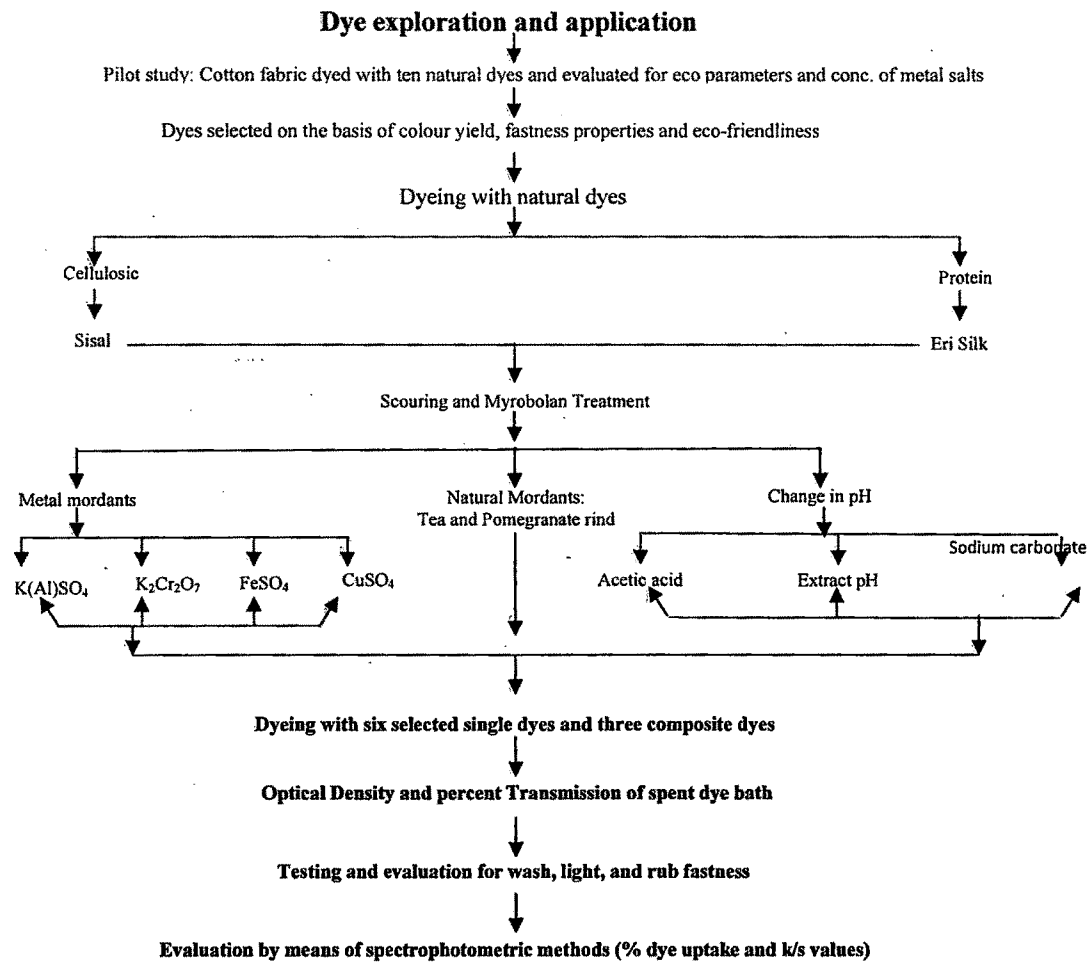 Dye exploration and application
Pilot study: Cotton fabric dyed with ten natural dyes and evaluated for eco parameters and conc. of metal salts
Dyes selected on the basis of colour yield, fastness properties and eco-friendliness
Dyeing with natural dyes
Cellulosic
Protein
Sisal
Eri Silk
Scouring and Myrobolan Treatment
Metal mordants
Natural Mordants:
Tea and Pomegranate rind
Change in pH
K(Al)SO₄
K₂Cr₂O₇
FeSO₄
CuSO₄
Acetic acid
Extract pH
Sodium carbonate
Dyeing with six selected single dyes and three composite dyes
Optical Density and percent Transmission of spent dye bath
Testing and evaluation for wash, light, and rub fastness
Evaluation by means of spectrophotometric methods (% dye uptake and k/s values)